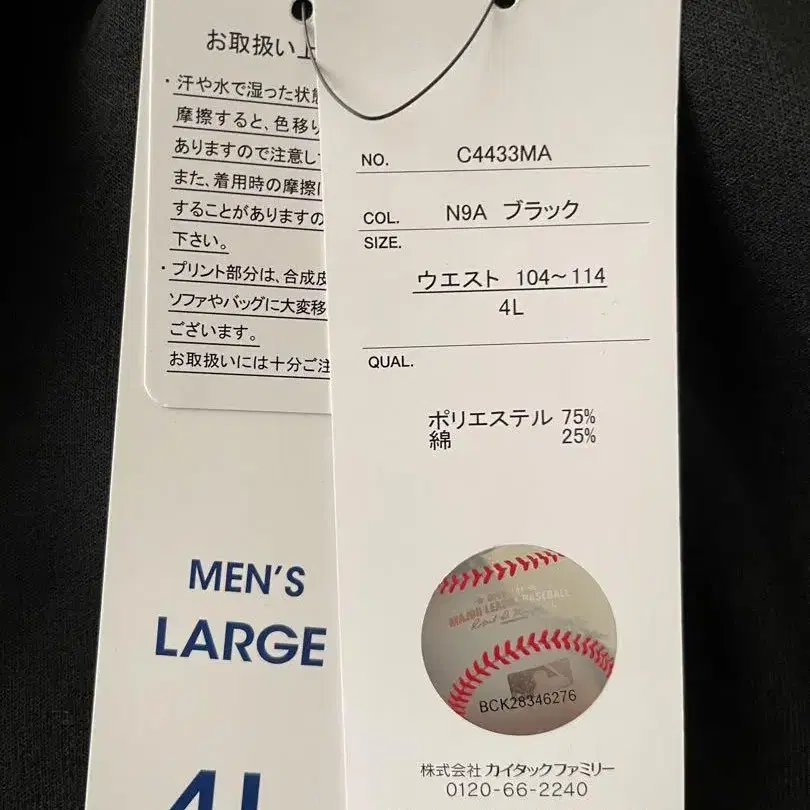 お取扱い上
・汗や水で湿った状態
摩擦すると、色移り
ありますので注意し
また、着用時の摩擦
することがありますの
下さい。
・プリント部分は、合成皮
ソファやバッグに大変移
ございます。
お取扱いには十分ご注
MEN'S
LARGE
4L
NO. C4433MA
COL. N9A ブラック
SIZE.
ウエスト 104～114
4L
QUAL.
ポリエステル 75%
綿 25%
MAJOR LEAGUE BASEBALL
BCK28346276
株式会社 カイタックファミリー
0120-66-2240